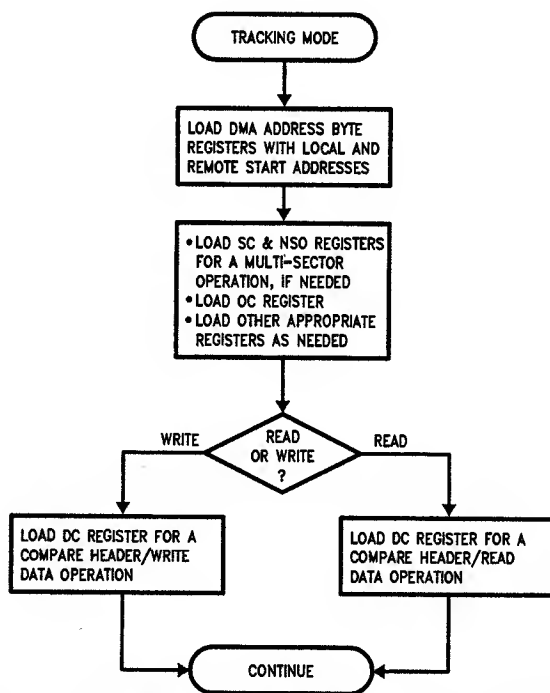 TRACKING MODE
LOAD DMA ADDRESS BYTE
REGISTERS WITH LOCAL AND
REMOTE START ADDRESSES
•LOAD SC & NSO REGISTERS
FOR A MULTI-SECTOR
OPERATION, IF NEEDED
•LOAD OC REGISTER
•LOAD OTHER APPROPRIATE
REGISTERS AS NEEDED
WRITE
READ
OR WRITE
?
READ
LOAD DC REGISTER FOR A
COMPARE HEADER/WRITE
DATA OPERATION
LOAD DC REGISTER FOR A
COMPARE HEADER/READ
DATA OPERATION
CONTINUE